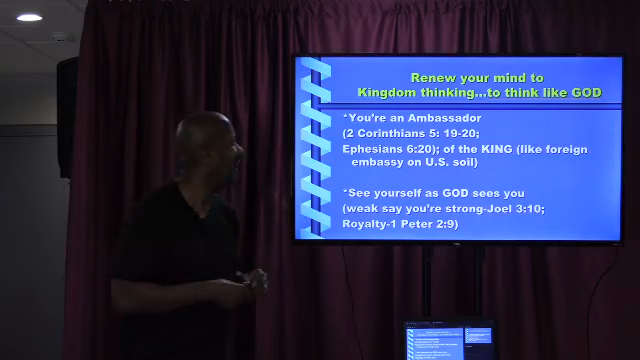 Renew your mind to
Kingdom thinking...to think like GOD
*You're an Ambassador
(2 Corinthians 5: 19-20;
Ephesians 6:20); of the KING (like foreign
embassy on U.S. soil)
*See yourself as GOD sees you
(weak say you're strong-Joel 3:10;
Royalty-1 Peter 2:9)